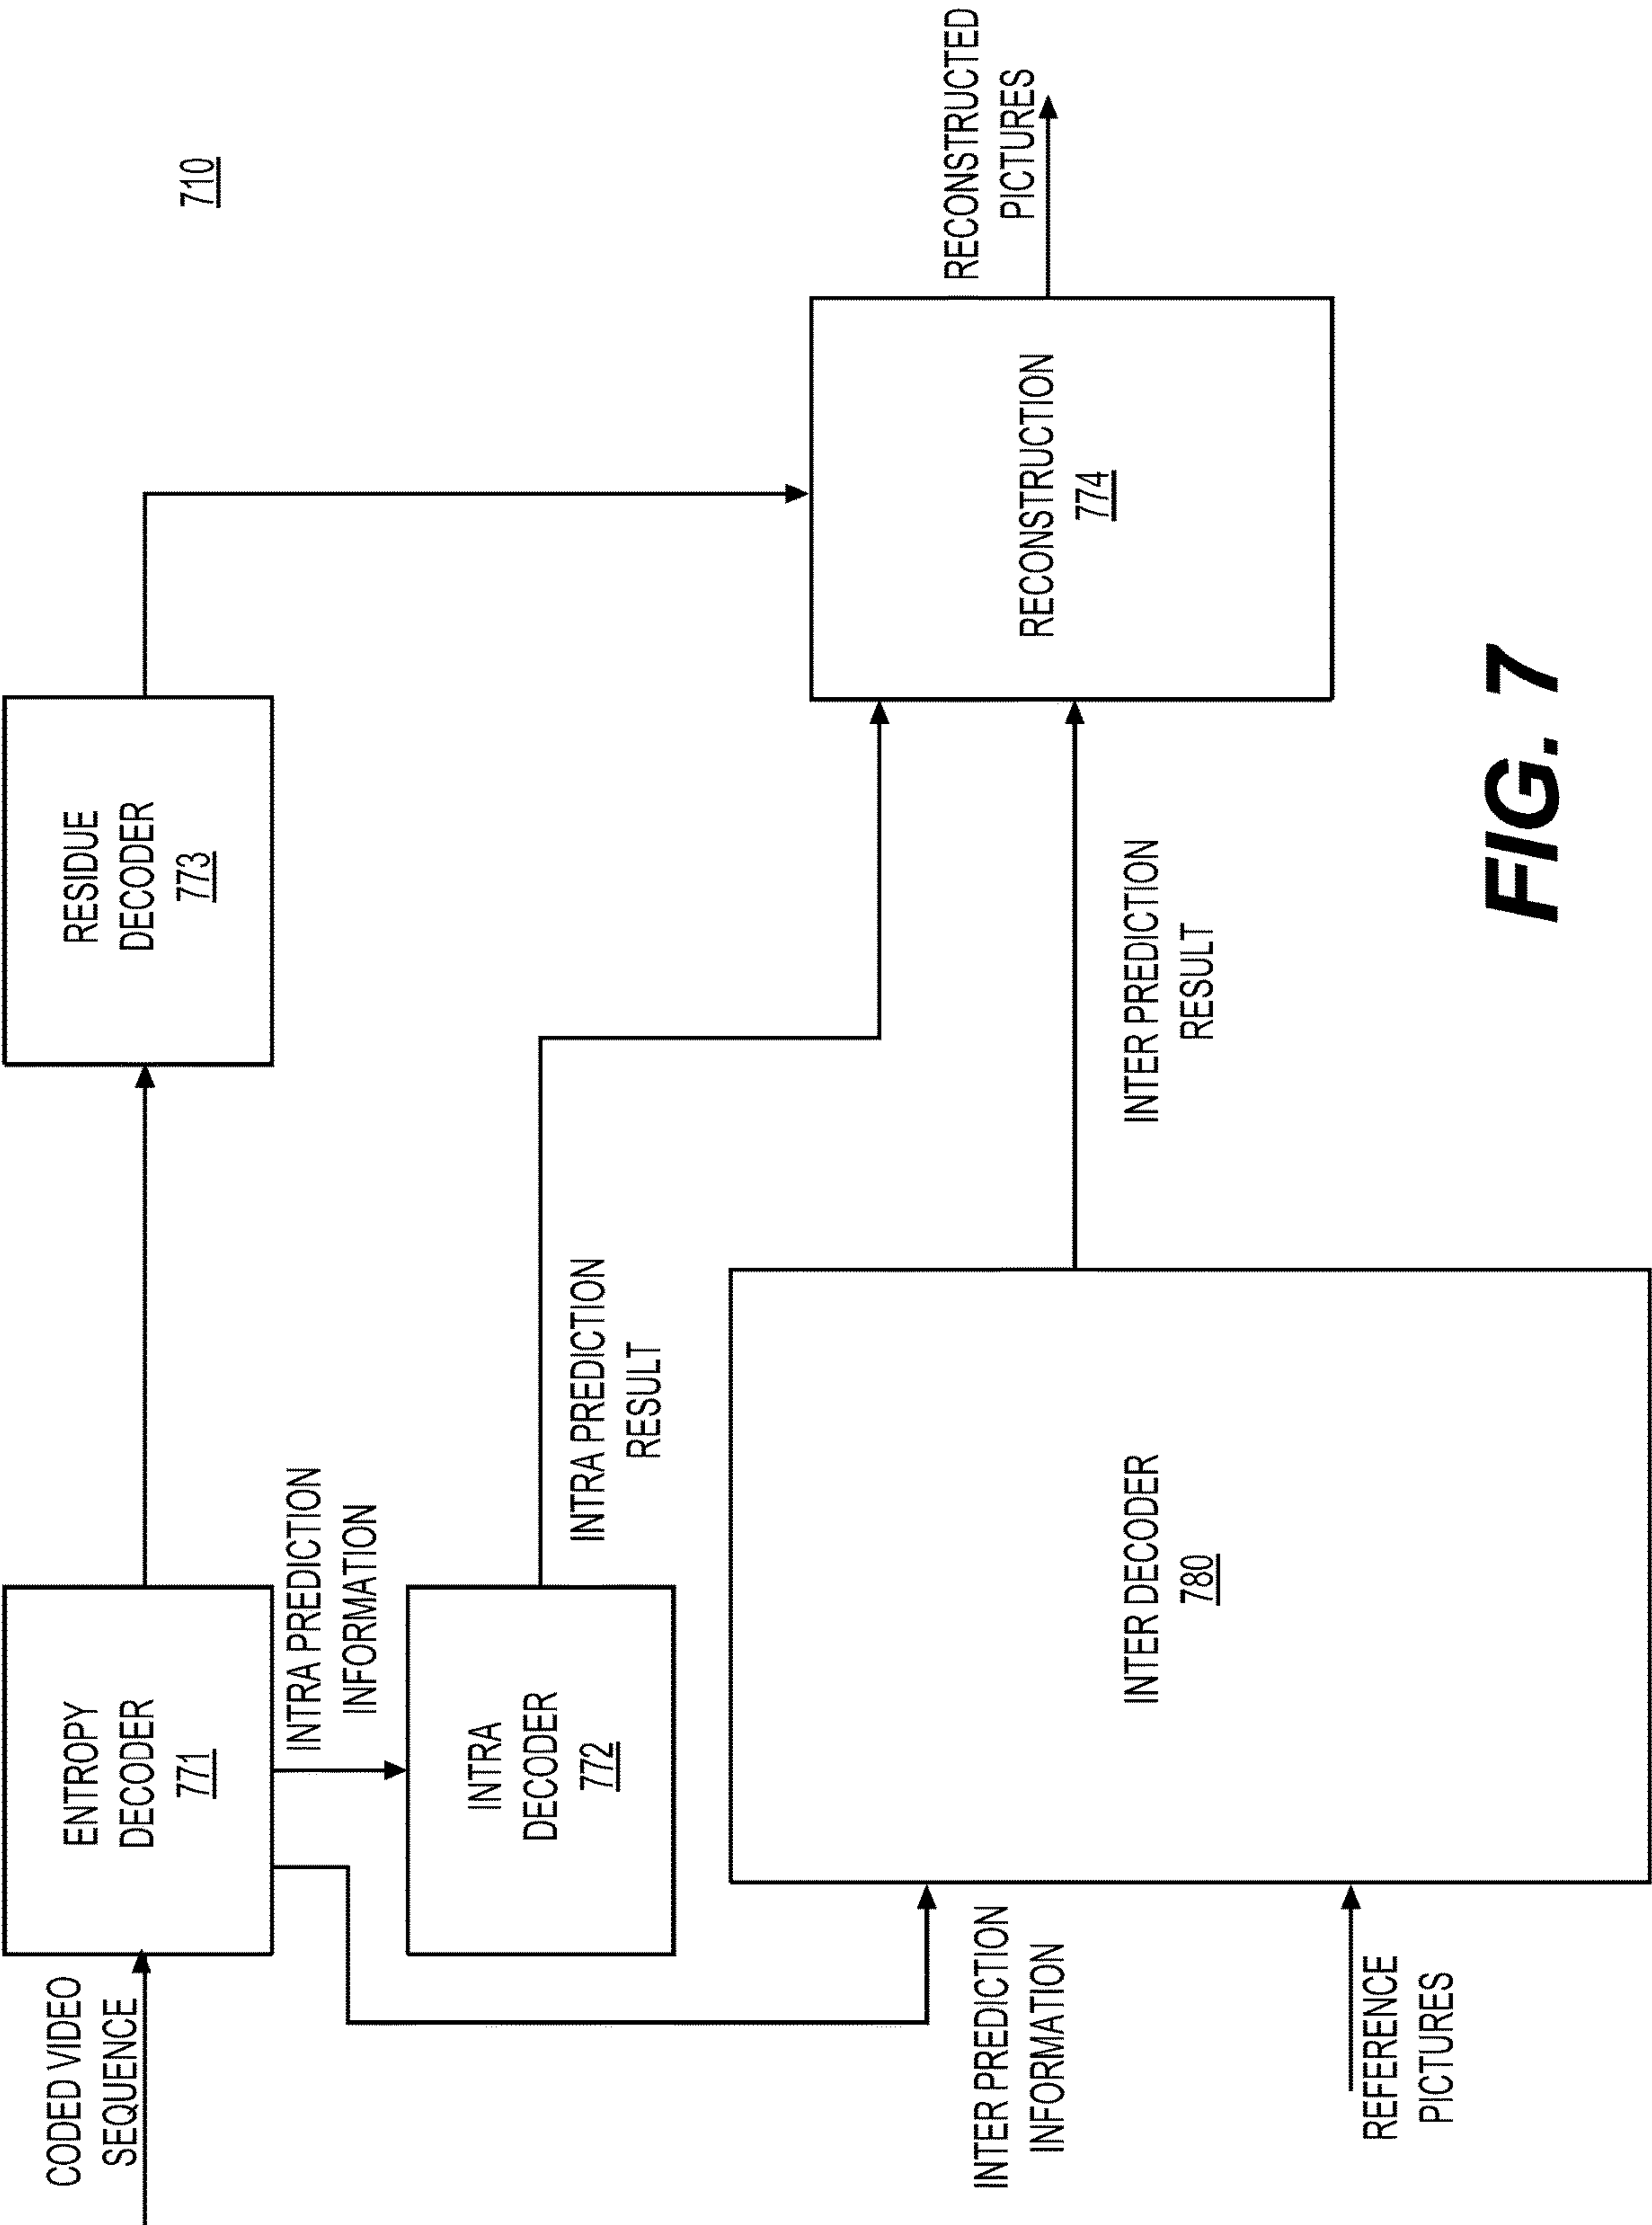 710
CODED VIDEO
SEQUENCE
ENTROPY
DECODER
771
RESIDUE
DECODER
773
INTRA PREDICTION
INFORMATION
INTRA
DECODER
772
INTRA PREDICTION
RESULT
INTER PREDICTION
INFORMATION
REFERENCE
PICTURES
INTER DECODER
780
INTER PREDICTION
RESULT
RECONSTRUCTION
774
RECONSTRUCTED
PICTURES
FIG. 7